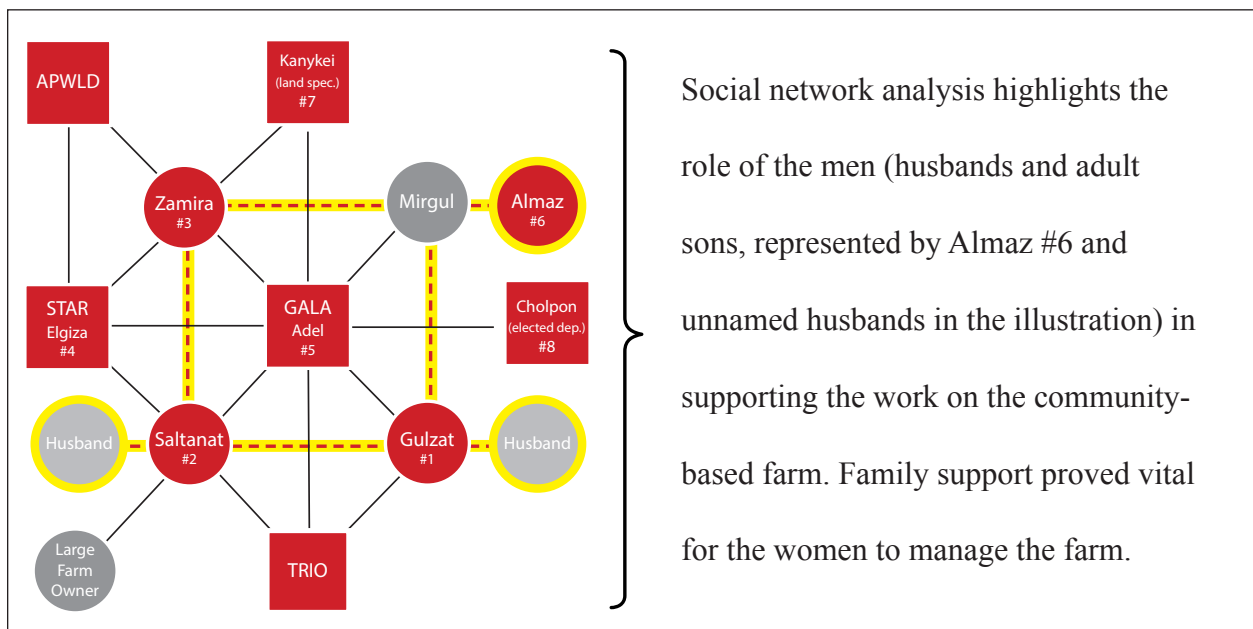 APWLD
Kanykei
(land spec.)
#7
Zamira
#3
Mirgul
Almaz
#6
STAR
Elgiza
#4
GALA
Adel
#5
Cholpon
(elected dep.)
#8
Husband
Saltanat
#2
Gulzat
#1
Husband
Large
Farm
Owner
TRIO
Social network analysis highlights the
role of the men (husbands and adult
sons, represented by Almaz #6 and
unnamed husbands in the illustration) in
supporting the work on the community-
based farm. Family support proved vital
for the women to manage the farm.